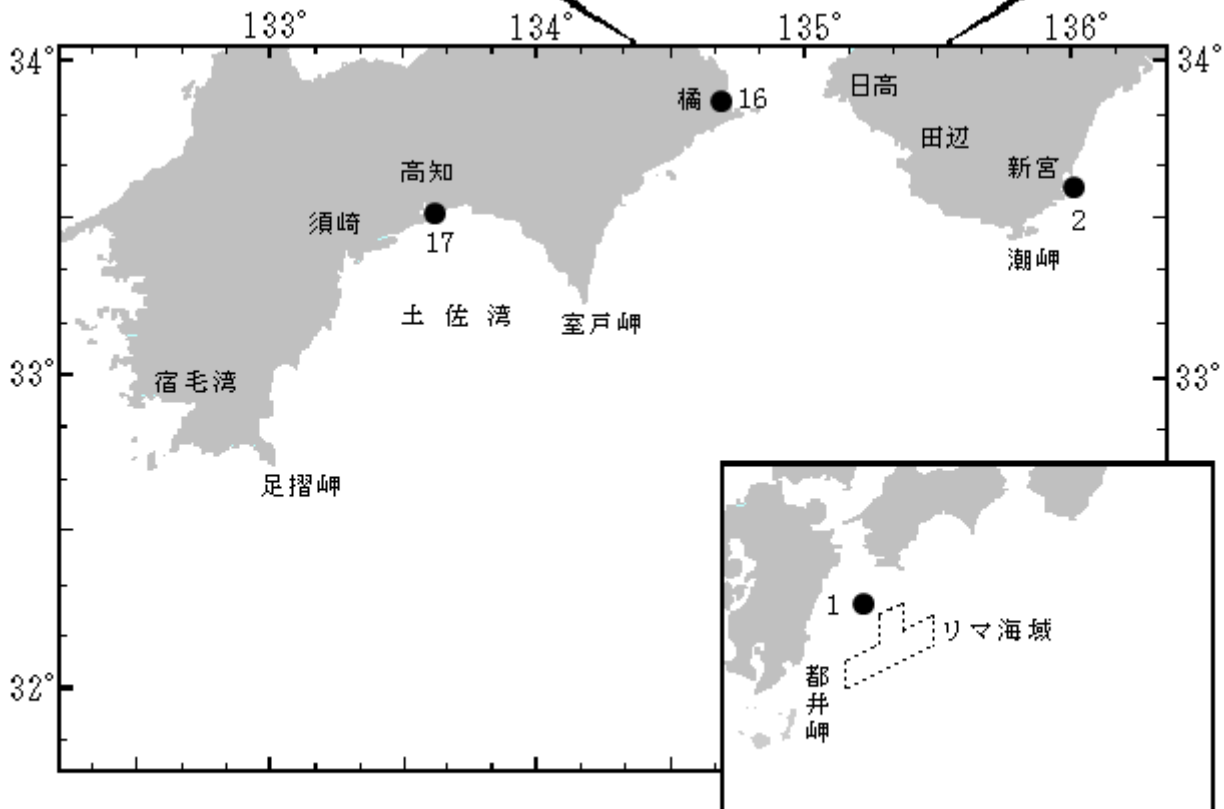 133° 134° 135° 136°
34° 34°
日高
橘 16
田辺
新宮
高知
須崎
2
17
潮岬
土佐湾
室戸岬
33° 33°
宿毛湾
足摺岬
1
リマ海域
都井岬
32°